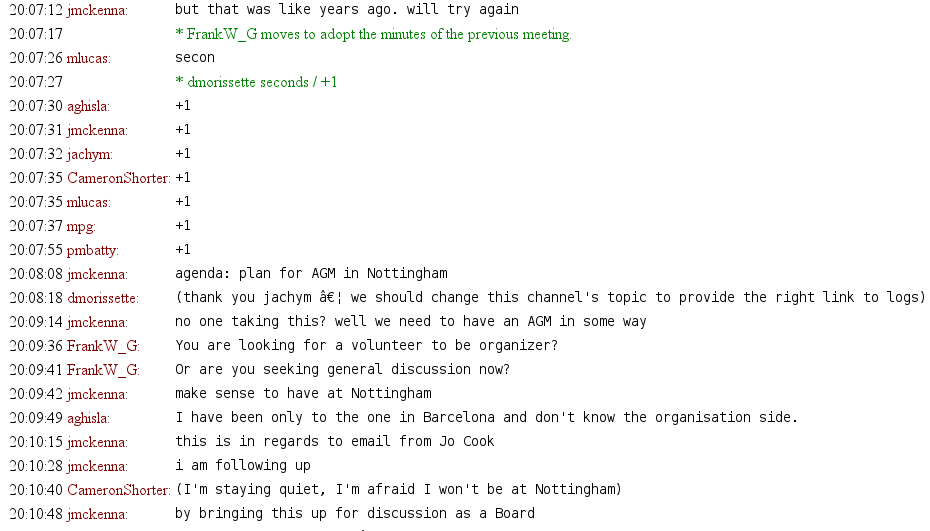 20:07:12 jmckenna: but that was like years ago. will try again
20:07:17 * FrankW_G moves to adopt the minutes of the previous meeting.
20:07:26 mlucas: secon
20:07:27 * dmorissette seconds / +1
20:07:30 aghisla: +1
20:07:31 jmckenna: +1
20:07:32 jachym: +1
20:07:35 CameronShorter: +1
20:07:35 mlucas: +1
20:07:37 mpg: +1
20:07:55 pmbatty: +1
20:08:08 jmckenna: agenda: plan for AGM in Nottingham
20:08:18 dmorissette: (thank you jachym â€¦ we should change this channel's topic to provide the right link to logs)
20:09:14 jmckenna: no one taking this? well we need to have an AGM in some way
20:09:36 FrankW_G: You are looking for a volunteer to be organizer?
20:09:41 FrankW_G: Or are you seeking general discussion now?
20:09:42 jmckenna: make sense to have at Nottingham
20:09:49 aghisla: I have been only to the one in Barcelona and don't know the organisation side.
20:10:15 jmckenna: this is in regards to email from Jo Cook
20:10:28 jmckenna: i am following up
20:10:40 CameronShorter: (I'm staying quiet, I'm afraid I won't be at Nottingham)
20:10:48 jmckenna: by bringing this up for discussion as a Board